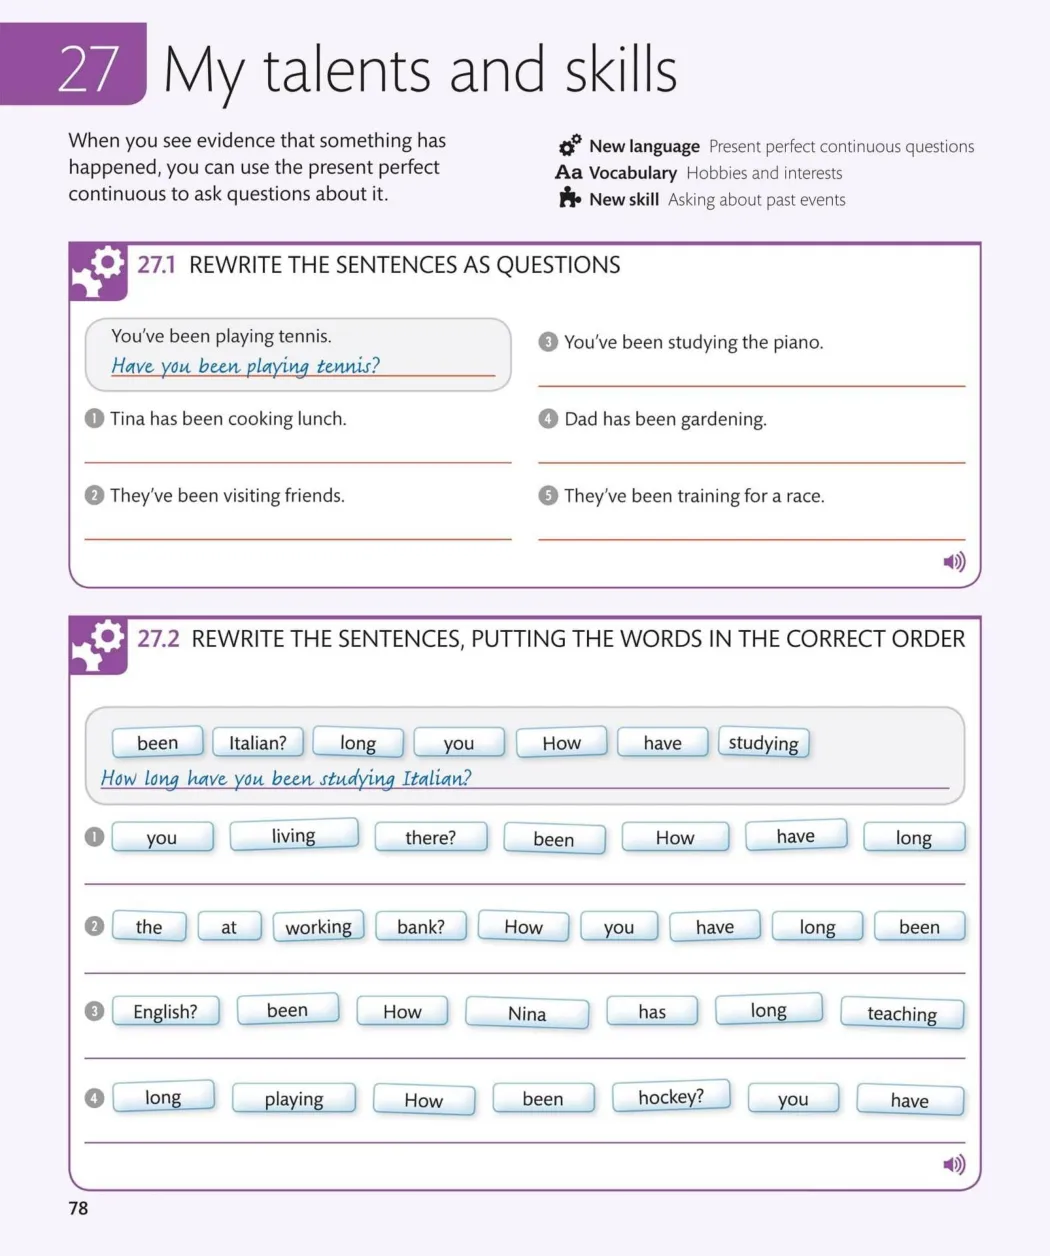 27 My talents and skills
When you see evidence that something has
happened, you can use the present perfect
continuous to ask questions about it.
New language Present perfect continuous questions
Aa Vocabulary Hobbies and interests
New skill Asking about past events
27.1 REWRITE THE SENTENCES AS QUESTIONS
You've been playing tennis.
Have you been playing tennis?
1 Tina has been cooking lunch.
2 They've been visiting friends.
3 You've been studying the piano.
4 Dad has been gardening.
5 They've been training for a race.
27.2 REWRITE THE SENTENCES, PUTTING THE WORDS IN THE CORRECT ORDER
been Italian? long you How have studying
How long have you been studying Italian?
1 you living there? been How have long
2 the at working bank? How you have long been
3 English? been How Nina has long teaching
4 long playing How been hockey? you have
78